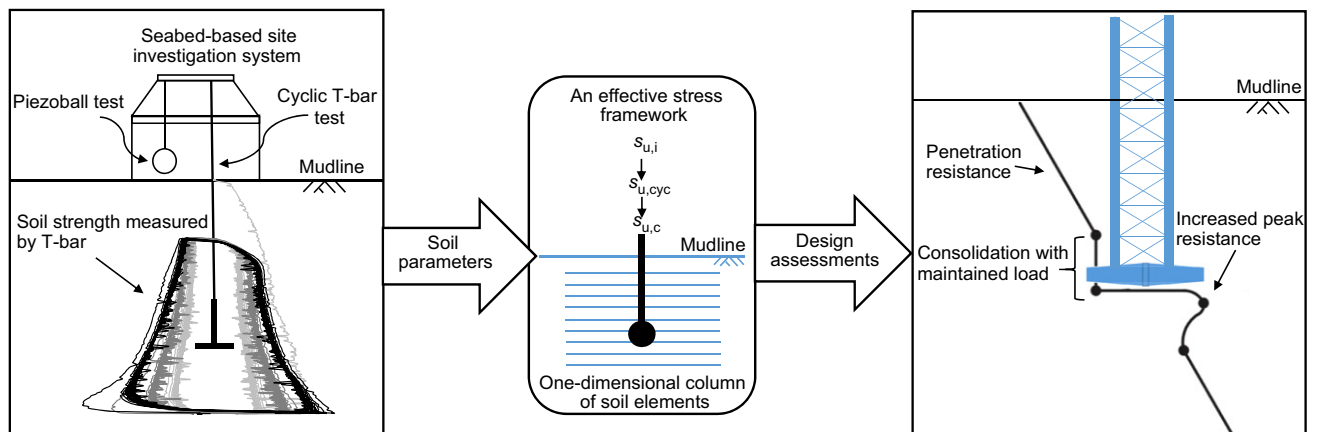 Seabed-based site
investigation system
Piezoball test
Cyclic T-bar
test
Mudline
Soil strength measured
by T-bar
Soil
parameters
An effective stress
framework
su,i
su,cyc
su,c
Mudline
One-dimensional column
of soil elements
Design
assessments
Mudline
Penetration
resistance
Increased peak
resistance
Consolidation with
maintained load